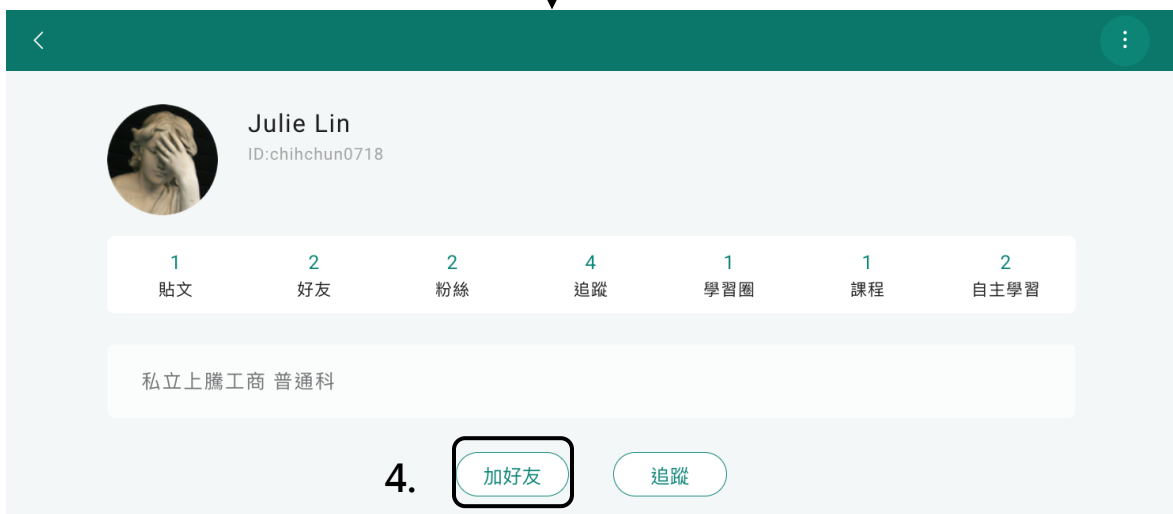 Julie Lin
ID:chihchun0718
1 2 2 4 1 1 2
貼文 好友 粉絲 追蹤 學習圈 課程 自主學習
私立上騰工商 普通科
4. 加好友 追蹤